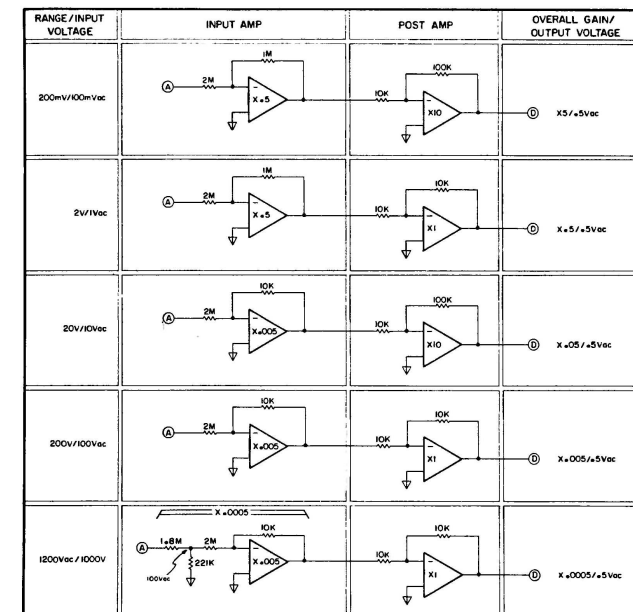 RANGE/INPUT
VOLTAGE
INPUT AMP
POST AMP
OVERALL GAIN/
OUTPUT VOLTAGE
200mV/100mVac
A
2M
1M
X.5
10K
100K
X10
D
X5/.5Vac
2V/1Vac
A
2M
1M
X.5
10K
10K
X1
D
X.5/.5Vac
20V/10Vac
A
2M
10K
X.005
10K
100K
X10
D
X.05/.5Vac
200V/100Vac
A
2M
10K
X.005
10K
10K
X1
D
X.005/.5Vac
1200Vac/1000V
X.0005
A
1.8M
2M
10K
100Vac
221K
X.005
10K
10K
X1
D
X.0005/.5Vac